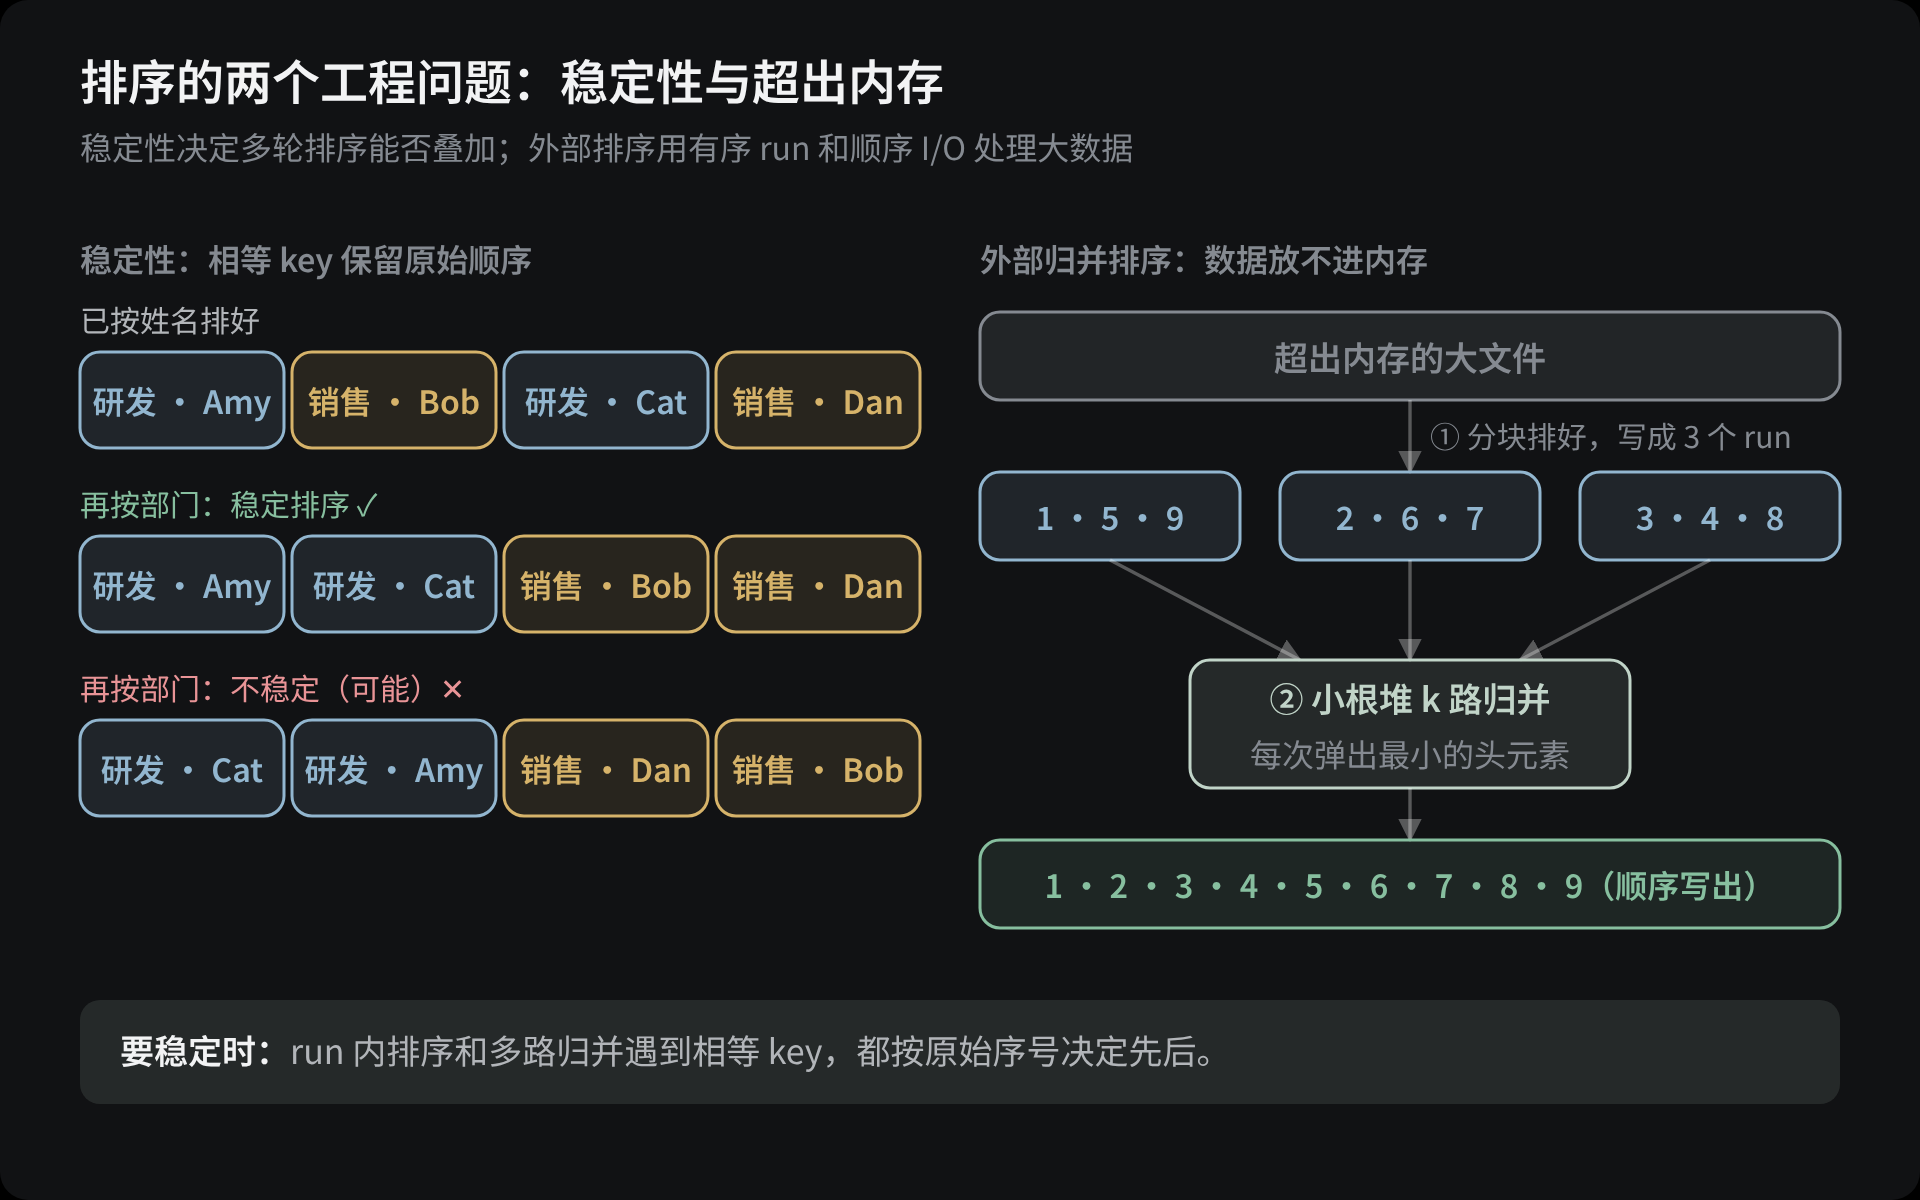 排序的两个工程问题：稳定性与超出内存
稳定性决定多轮排序能否叠加；外部排序用有序 run 和顺序 I/O 处理大数据
稳定性：相等 key 保留原始顺序
已按姓名排好
研发 · Amy
销售 · Bob
研发 · Cat
销售 · Dan
再按部门：稳定排序 ✓
研发 · Amy
研发 · Cat
销售 · Bob
销售 · Dan
再按部门：不稳定（可能）✕
研发 · Cat
研发 · Amy
销售 · Dan
销售 · Bob
外部归并排序：数据放不进内存
超出内存的大文件
① 分块排好，写成 3 个 run
1 · 5 · 9
2 · 6 · 7
3 · 4 · 8
② 小根堆 k 路归并
每次弹出最小的头元素
1 · 2 · 3 · 4 · 5 · 6 · 7 · 8 · 9（顺序写出）
要稳定时：run 内排序和多路归并遇到相等 key，都按原始序号决定先后。